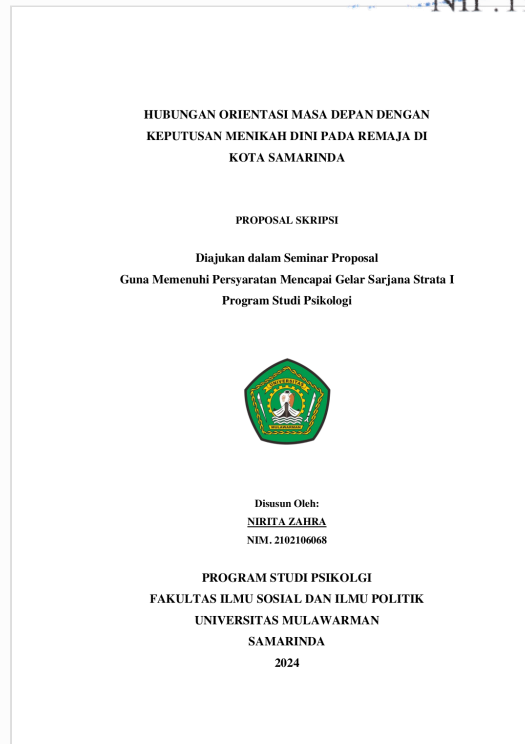 HUBUNGAN ORIENTASI MASA DEPAN DENGAN
KEPUTUSAN MENIKAH DINI PADA REMAJA DI
KOTA SAMARINDA
PROPOSAL SKRIPSI
Diajukan dalam Seminar Proposal
Guna Memenuhi Persyaratan Mencapai Gelar Sarjana Strata I
Program Studi Psikologi
UNIVERSITAS
MULAWARMAN
Disusun Oleh:
NIRITA ZAHRA
NIM. 2102106068
PROGRAM STUDI PSIKOLGI
FAKULTAS ILMU SOSIAL DAN ILMU POLITIK
UNIVERSITAS MULAWARMAN
SAMARINDA
2024